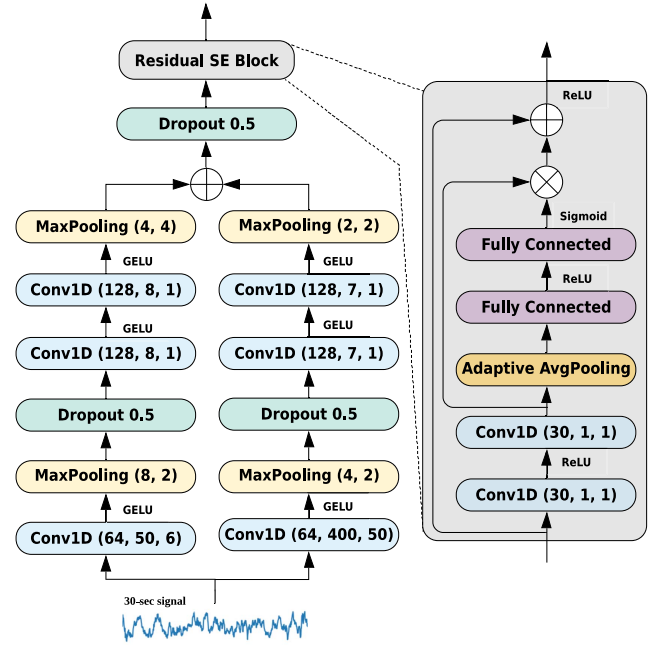 Residual SE Block
Dropout 0.5
MaxPooling (4, 4)
GELU
Conv1D (128, 8, 1)
GELU
Conv1D (128, 8, 1)
Dropout 0.5
MaxPooling (8, 2)
GELU
Conv1D (64, 50, 6)
MaxPooling (2, 2)
GELU
Conv1D (128, 7, 1)
GELU
Conv1D (128, 7, 1)
Dropout 0.5
MaxPooling (4, 2)
GELU
Conv1D (64, 400, 50)
30-sec signal
ReLU
Sigmoid
Fully Connected
ReLU
Fully Connected
Adaptive AvgPooling
Conv1D (30, 1, 1)
ReLU
Conv1D (30, 1, 1)